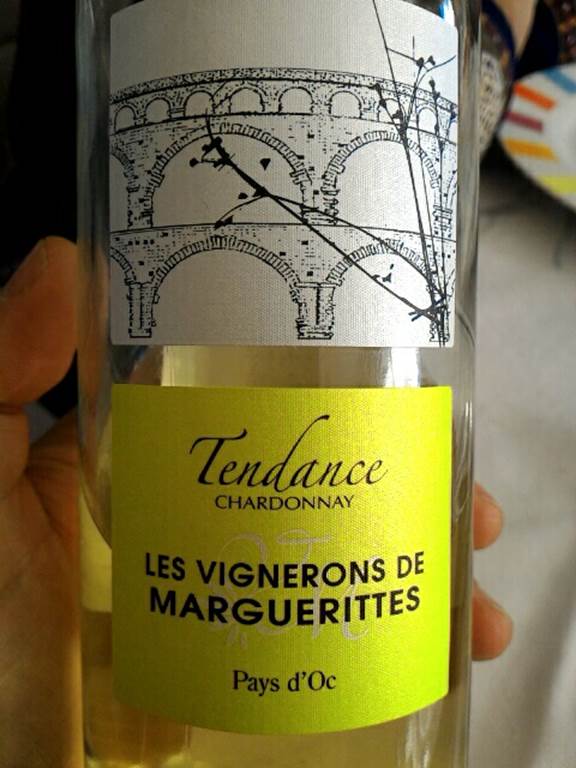 Tendance
CHARDONNAY
LES VIGNERONS DE
MARGUERITTES
Pays d'Oc